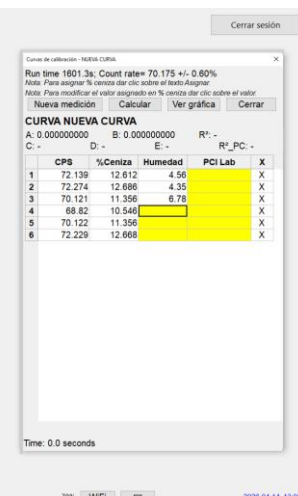 Cerrar sesión
Curvas de calibración - NUEVA CURVA
Run time 1601.3s; Count rate= 70.175 +/- 0.60%
Nota: Para asignar % ceniza dar clic sobre el texto Asignar
Nota: Para modificar el valor asignado en % ceniza dar clic sobre el valor
Nueva medición Calcular Ver gráfica Cerrar
CURVA NUEVA CURVA
A: 0.000000000 B: 0.000000000 R²: -
C: - D: - E: - R²_PC: -
CPS %Ceniza Humedad PCI Lab X
1 72.139 12.612 4.56 X
2 72.274 12.686 4.35 X
3 70.121 11.356 6.78 X
4 68.82 10.546 X
5 70.122 11.356 X
6 72.229 12.668 X
Time: 0.0 seconds